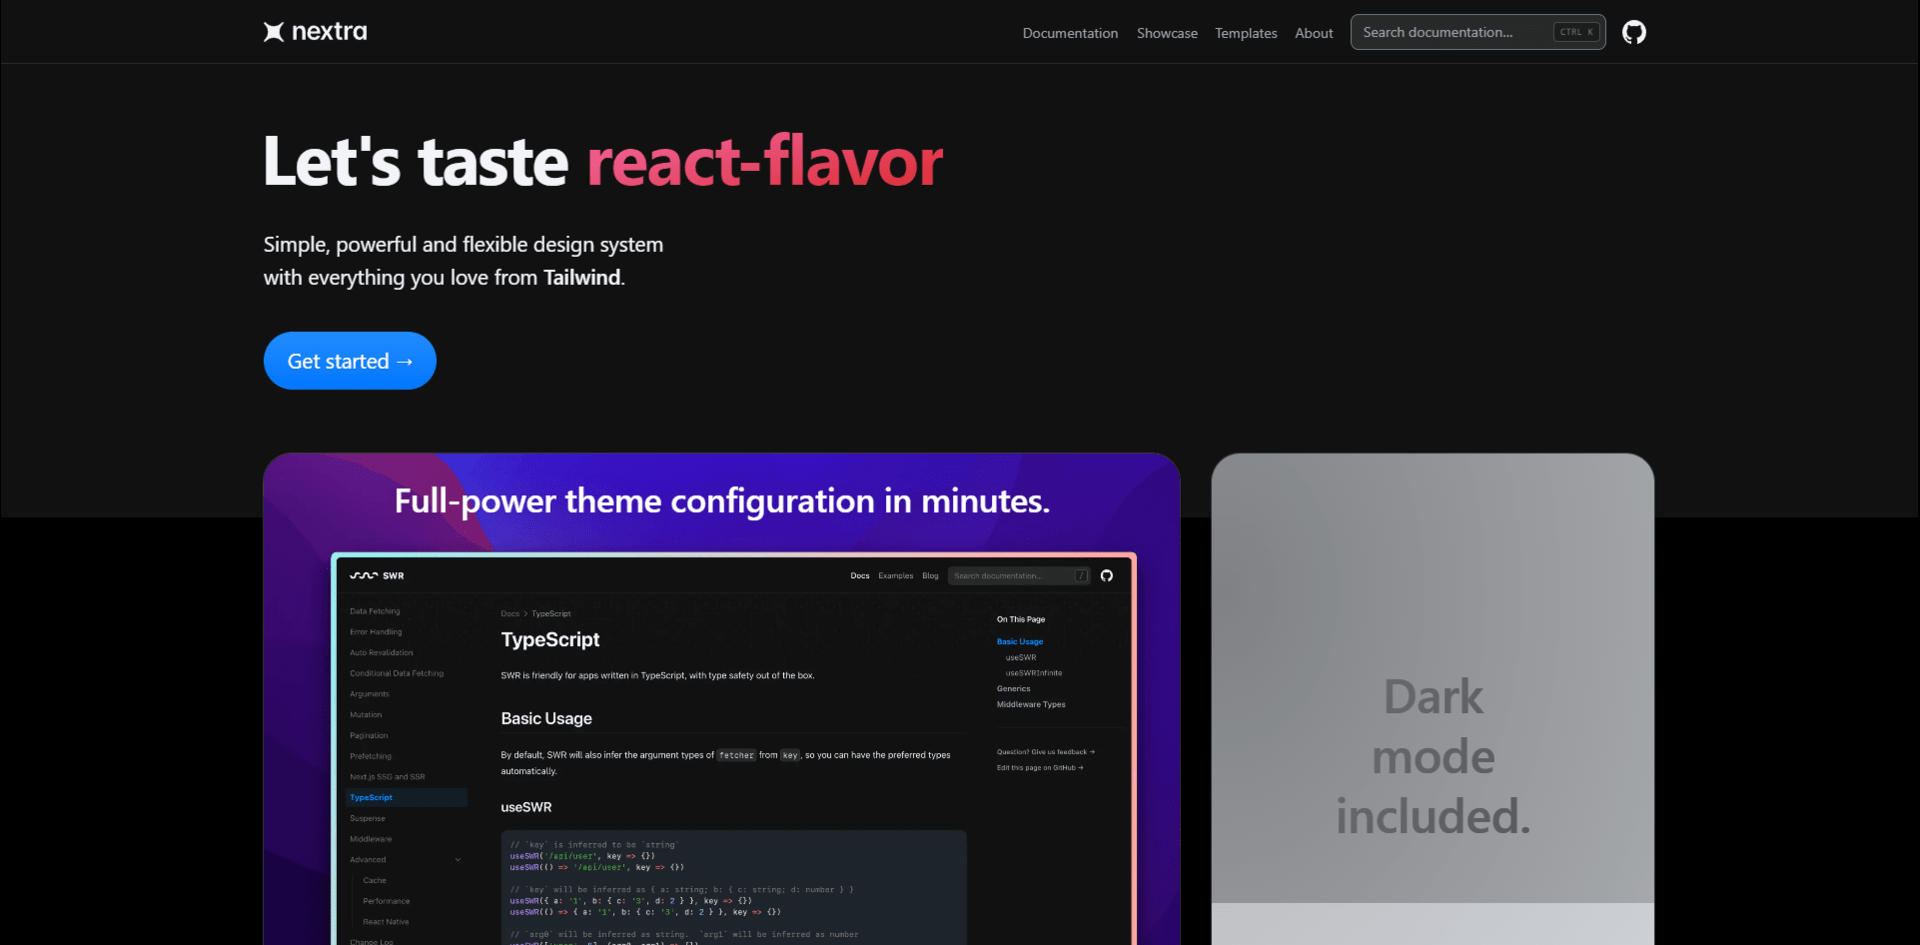 nextra
Documentation Showcase Templates About Search documentation... CTRL K
Let's taste react-flavor
Simple, powerful and flexible design system
with everything you love from Tailwind.
Get started →
Full-power theme configuration in minutes.
SWR
Docs Examples Blog Search documentation... /
Data Fetching
Error Handling
Auto Revalidation
Conditional Data Fetching
Arguments
Mutation
Pagination
Prefetching
Next.js SSG and SSR
TypeScript
Suspense
Middleware
Advanced
Cache
Performance
React Native
Change Log
Docs > TypeScript
TypeScript
SWR is friendly for apps written in TypeScript, with type safety out of the box.
Basic Usage
By default, SWR will also infer the argument types of fetcher from key, so you can have the preferred types
automatically.
useSWR
// `key` is inferred to be `string`
useSWR('/api/user', key => {})
useSWR(() => '/api/user', key => {})
// `key` will be inferred as { a: string; b: { c: string; d: number } }
useSWR({ a: '1', b: { c: '3', d: 2 } }, key => {})
useSWR(() => { a: '1', b: { c: '3', d: 2 } }, key => {})
// `arg0` will be inferred as string. `arg1` will be inferred as number
On This Page
Basic Usage
useSWR
useSWRInfinite
Generics
Middleware Types
Question? Give us feedback →
Edit this page on GitHub →
Dark
mode
included.